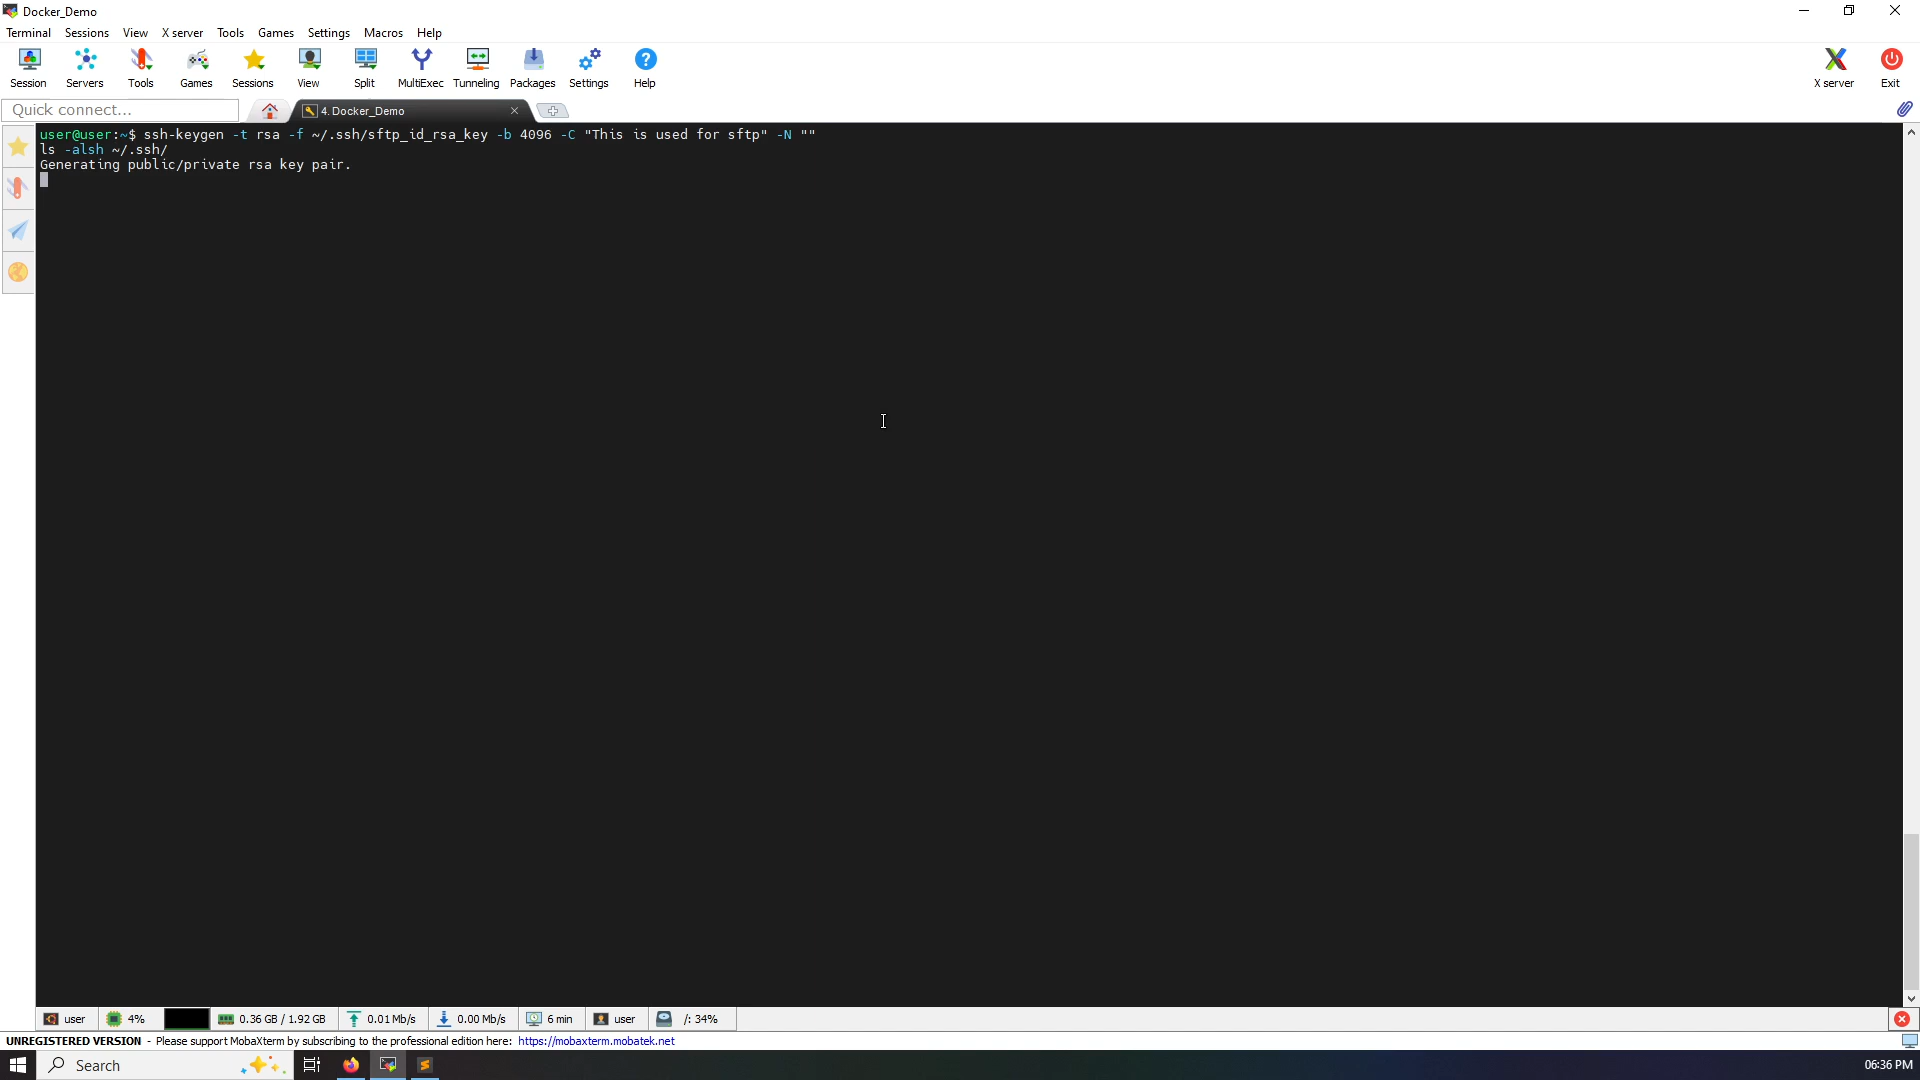 Docker_Demo
Terminal Sessions View X server Tools Games Settings Macros Help
Session Servers Tools Games Sessions View Split MultiExec Tunneling Packages Settings Help X server Exit
Quick connect... 4. Docker_Demo
user@user:~$ ssh-keygen -t rsa -f ~/.ssh/sftp_id_rsa_key -b 4096 -C "This is used for sftp" -N ""
ls -alsh ~/.ssh/
Generating public/private rsa key pair.
user 4% 0.36 GB / 1.92 GB 0.01 Mb/s 0.00 Mb/s 6 min user /: 34%
UNREGISTERED VERSION - Please support MobaXterm by subscribing to the professional edition here: https://mobaxterm.mobatek.net
Search 06:36 PM